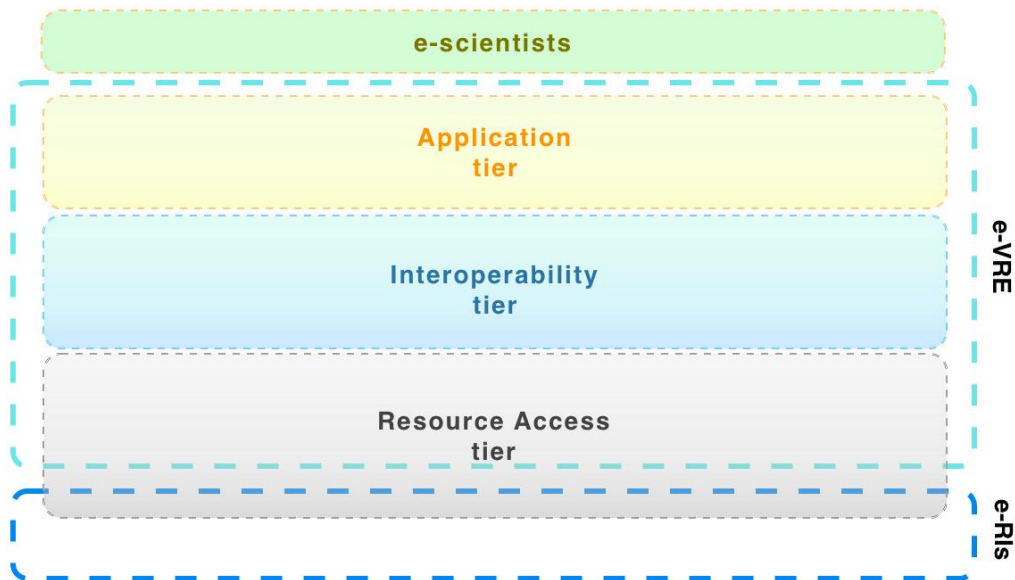 e-scientists
Application
tier
Interoperability
tier
e-VRE
Resource Access
tier
e-RIs